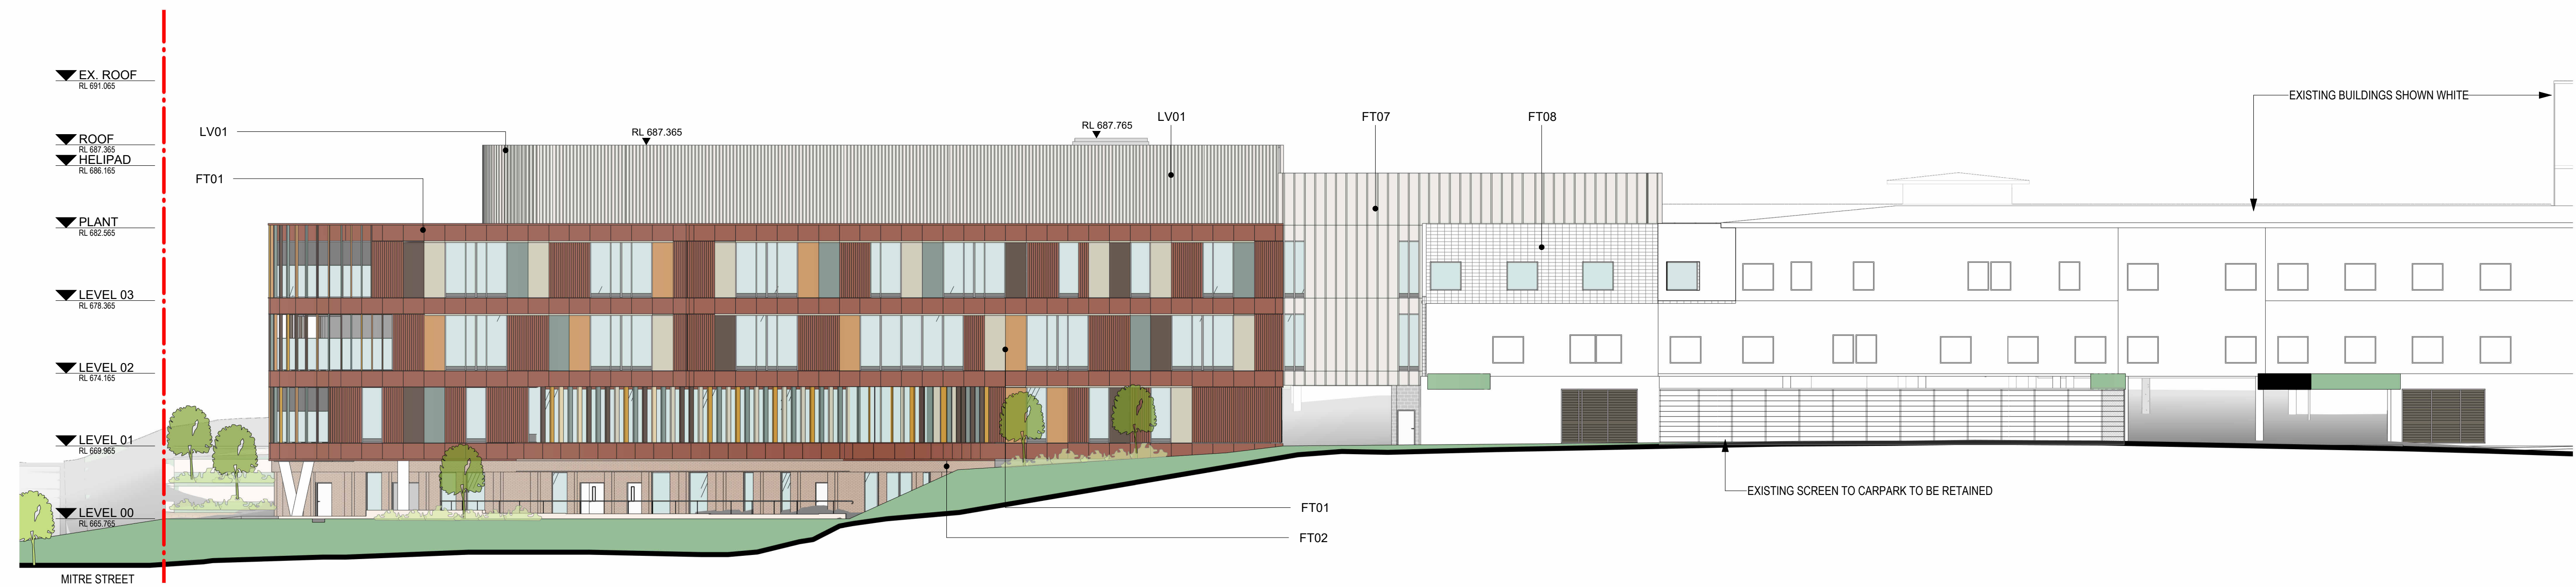 EX. ROOF
RL 691.065
ROOF
RL 687.365
HELIPAD
RL 686.165
PLANT
RL 682.565
LEVEL 03
RL 678.365
LEVEL 02
RL 674.165
LEVEL 01
RL 669.965
LEVEL 00
RL 665.765
MITRE STREET
LV01
FT01
RL 687.365
RL 687.765
LV01
FT07
FT08
EXISTING BUILDINGS SHOWN WHITE
EXISTING SCREEN TO CARPARK TO BE RETAINED
FT01
FT02